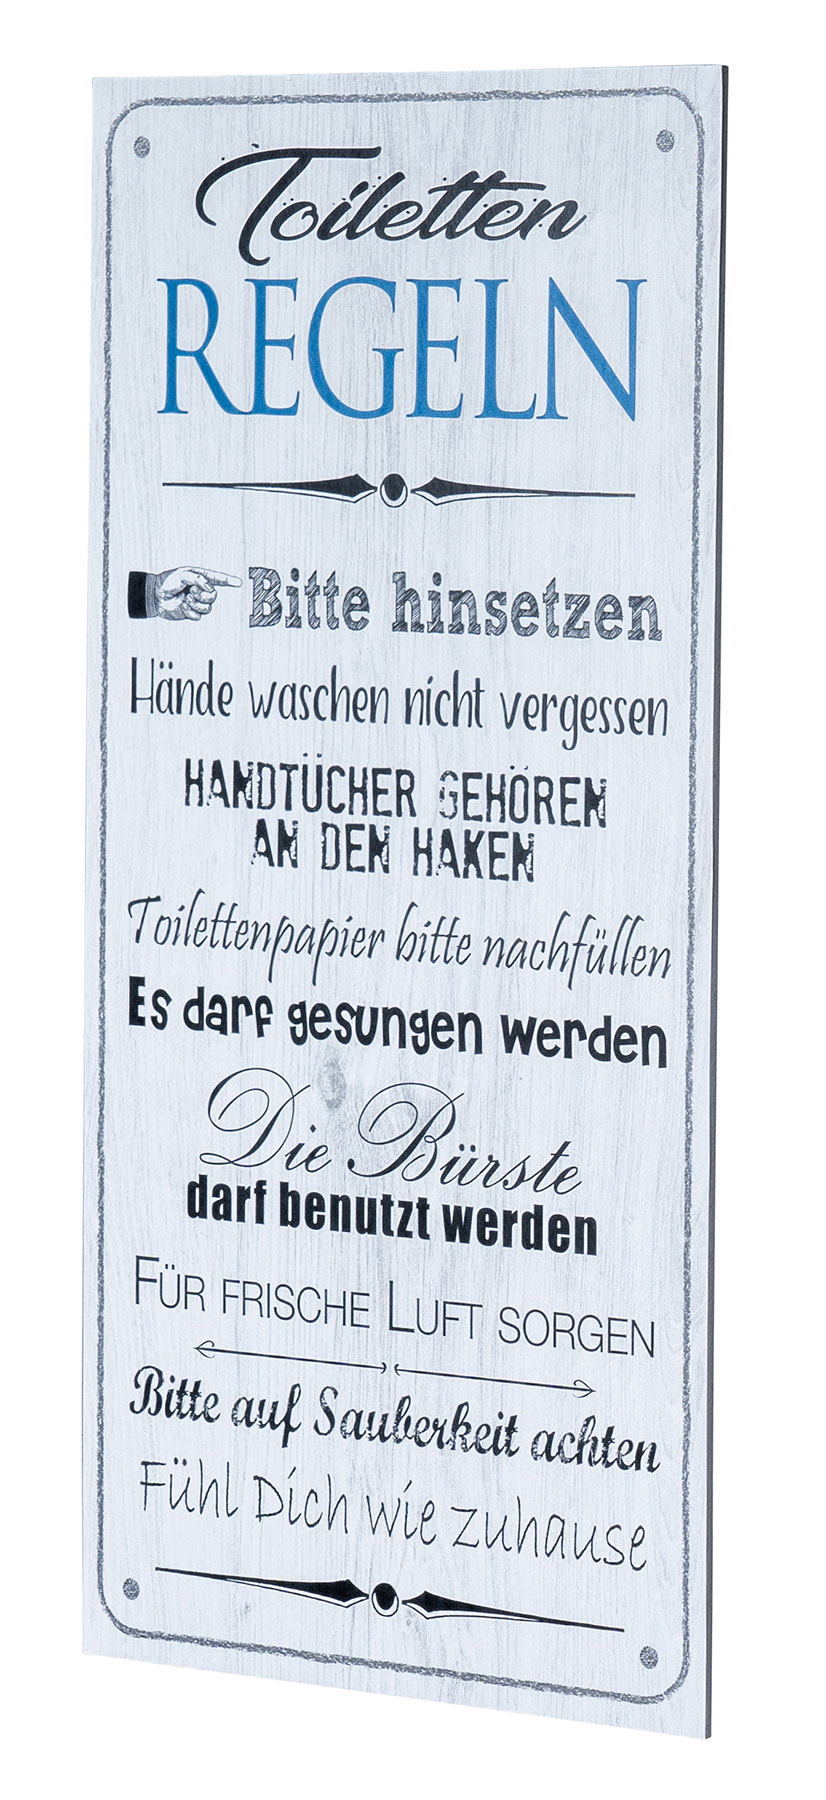 Toiletten
REGELN
Bitte hinsetzen
Hände waschen nicht vergessen
HANDTÜCHER GEHÖREN
AN DEN HAKEN
Toilettenpapier bitte nachfüllen
Es darf gesungen werden
Die Bürste
darf benutzt werden
FÜR FRISCHE LUFT SORGEN
Bitte auf Sauberkeit achten
Fühl Dich wie zuhause